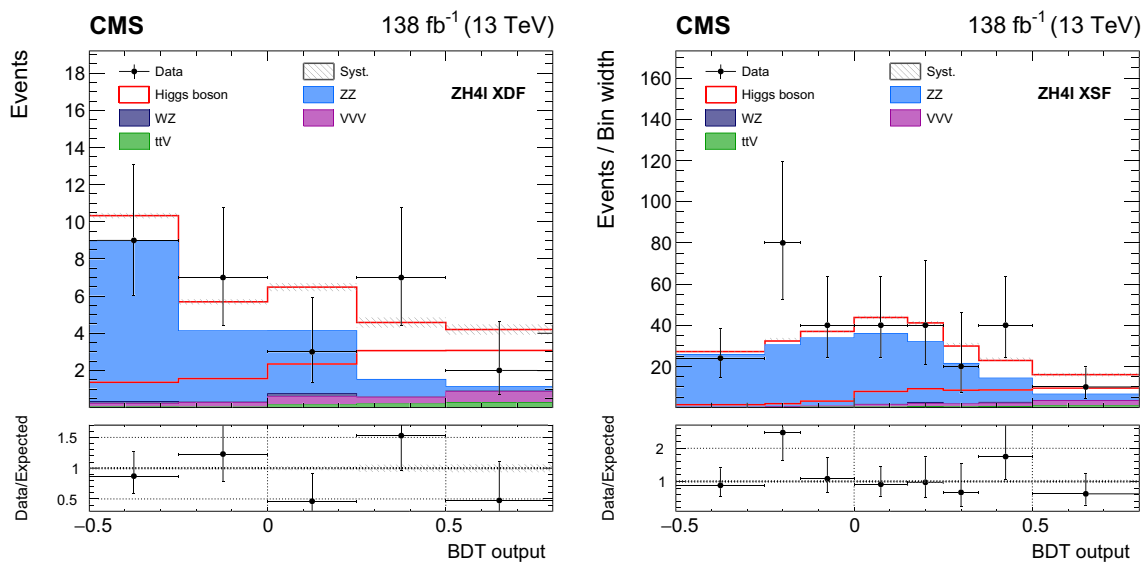 CMS 138 fb⁻¹ (13 TeV)
Events
18
16
14
12
10
8
6
4
2
Data
Syst.
Higgs boson
ZZ
WZ
VVV
ttV
ZH4l XDF
Data/Expected
1.5
1
0.5
−0.5 0 0.5
BDT output
CMS 138 fb⁻¹ (13 TeV)
Events / Bin width
160
140
120
100
80
60
40
20
Data
Syst.
Higgs boson
ZZ
WZ
VVV
ttV
ZH4l XSF
Data/Expected
2
1
−0.5 0 0.5
BDT output